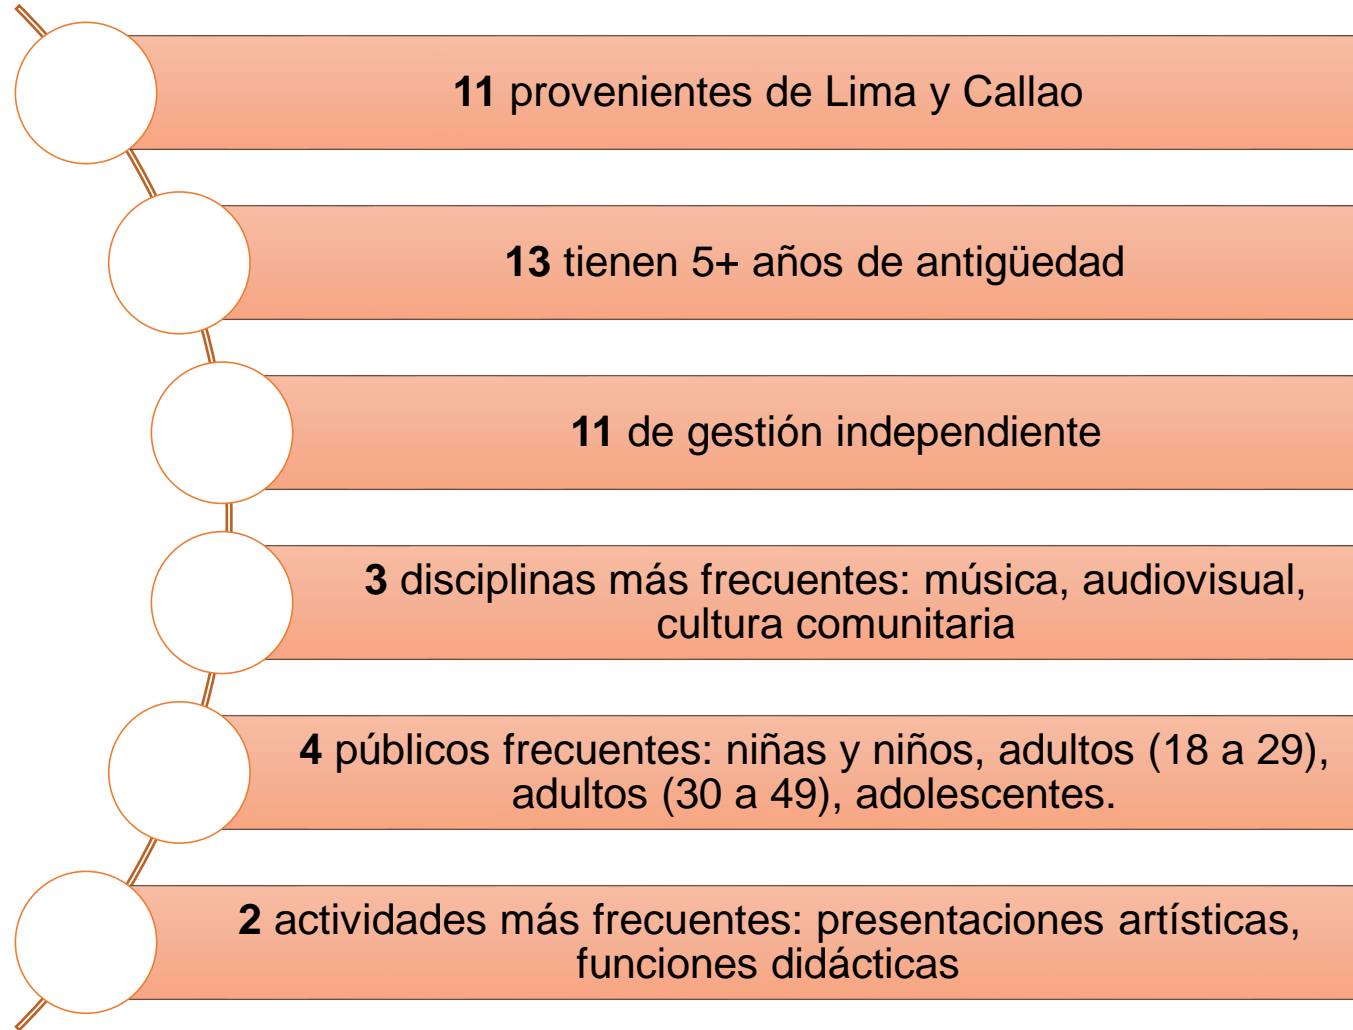 11 provenientes de Lima y Callao
13 tienen 5+ años de antigüedad
11 de gestión independiente
3 disciplinas más frecuentes: música, audiovisual,
cultura comunitaria
4 públicos frecuentes: niñas y niños, adultos (18 a 29),
adultos (30 a 49), adolescentes.
2 actividades más frecuentes: presentaciones artísticas,
funciones didácticas